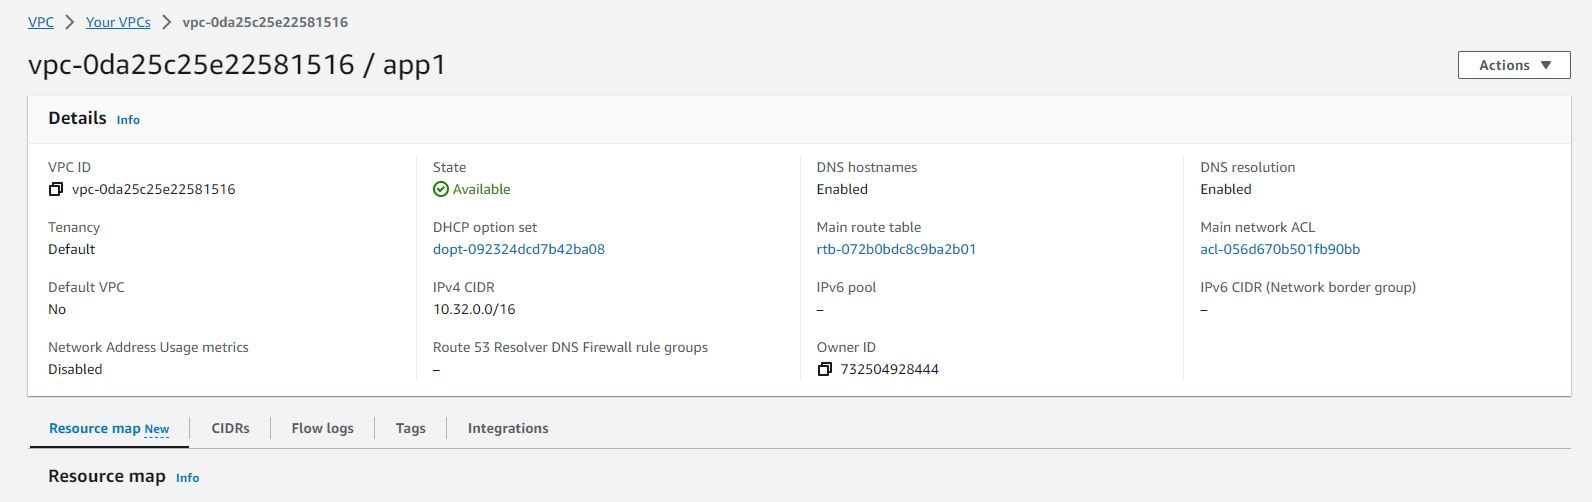 VPC > Your VPCs > vpc-0da25c25e22581516
vpc-0da25c25e22581516 / app1
Actions
Details Info
VPC ID
vpc-0da25c25e22581516
State
Available
DNS hostnames
Enabled
DNS resolution
Enabled
Tenancy
Default
DHCP option set
dopt-092324dcd7b42ba08
Main route table
rtb-072b0bdc8c9ba2b01
Main network ACL
acl-056d670b501fb90bb
Default VPC
No
IPv4 CIDR
10.32.0.0/16
IPv6 pool
–
IPv6 CIDR (Network border group)
–
Network Address Usage metrics
Disabled
Route 53 Resolver DNS Firewall rule groups
–
Owner ID
732504928444
Resource map New CIDRs Flow logs Tags Integrations
Resource map Info